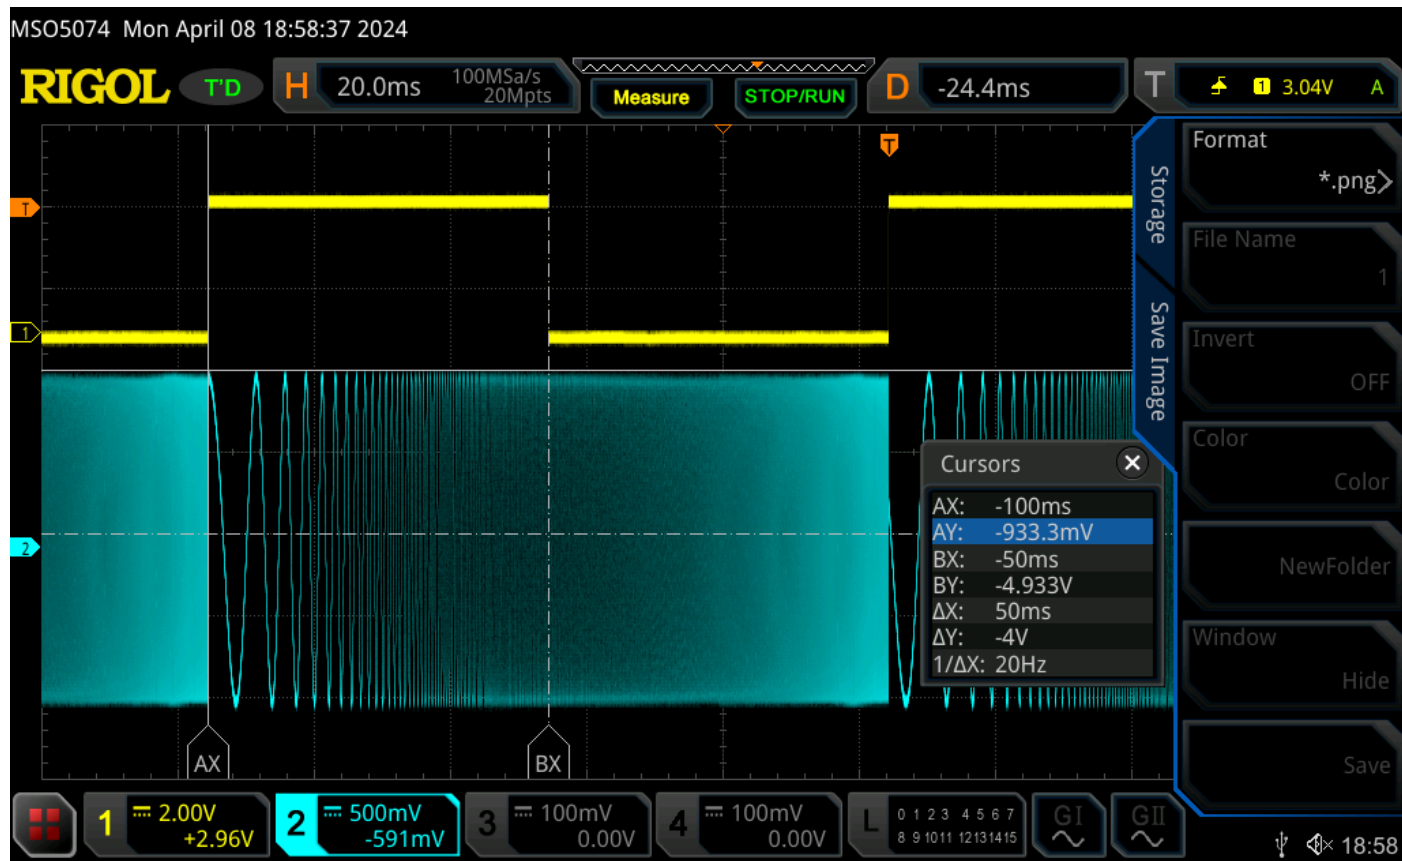 MSO5074 Mon April 08 18:58:37 2024
RIGOL T'D H 20.0ms 100MSa/s 20Mpts Measure STOP/RUN D -24.4ms T 1 3.04V A
T
T
1
2
AX
BX
Cursors
AX: -100ms
AY: -933.3mV
BX: -50ms
BY: -4.933V
ΔX: 50ms
ΔY: -4V
1/ΔX: 20Hz
Storage
Save Image
Format
*.png
File Name
1
Invert
OFF
Color
Color
NewFolder
Window
Hide
Save
1 2.00V
+2.96V
2 500mV
-591mV
3 100mV
0.00V
4 100mV
0.00V
L 0 1 2 3 4 5 6 7
8 9 10 11 12 13 14 15
GI
GII
18:58